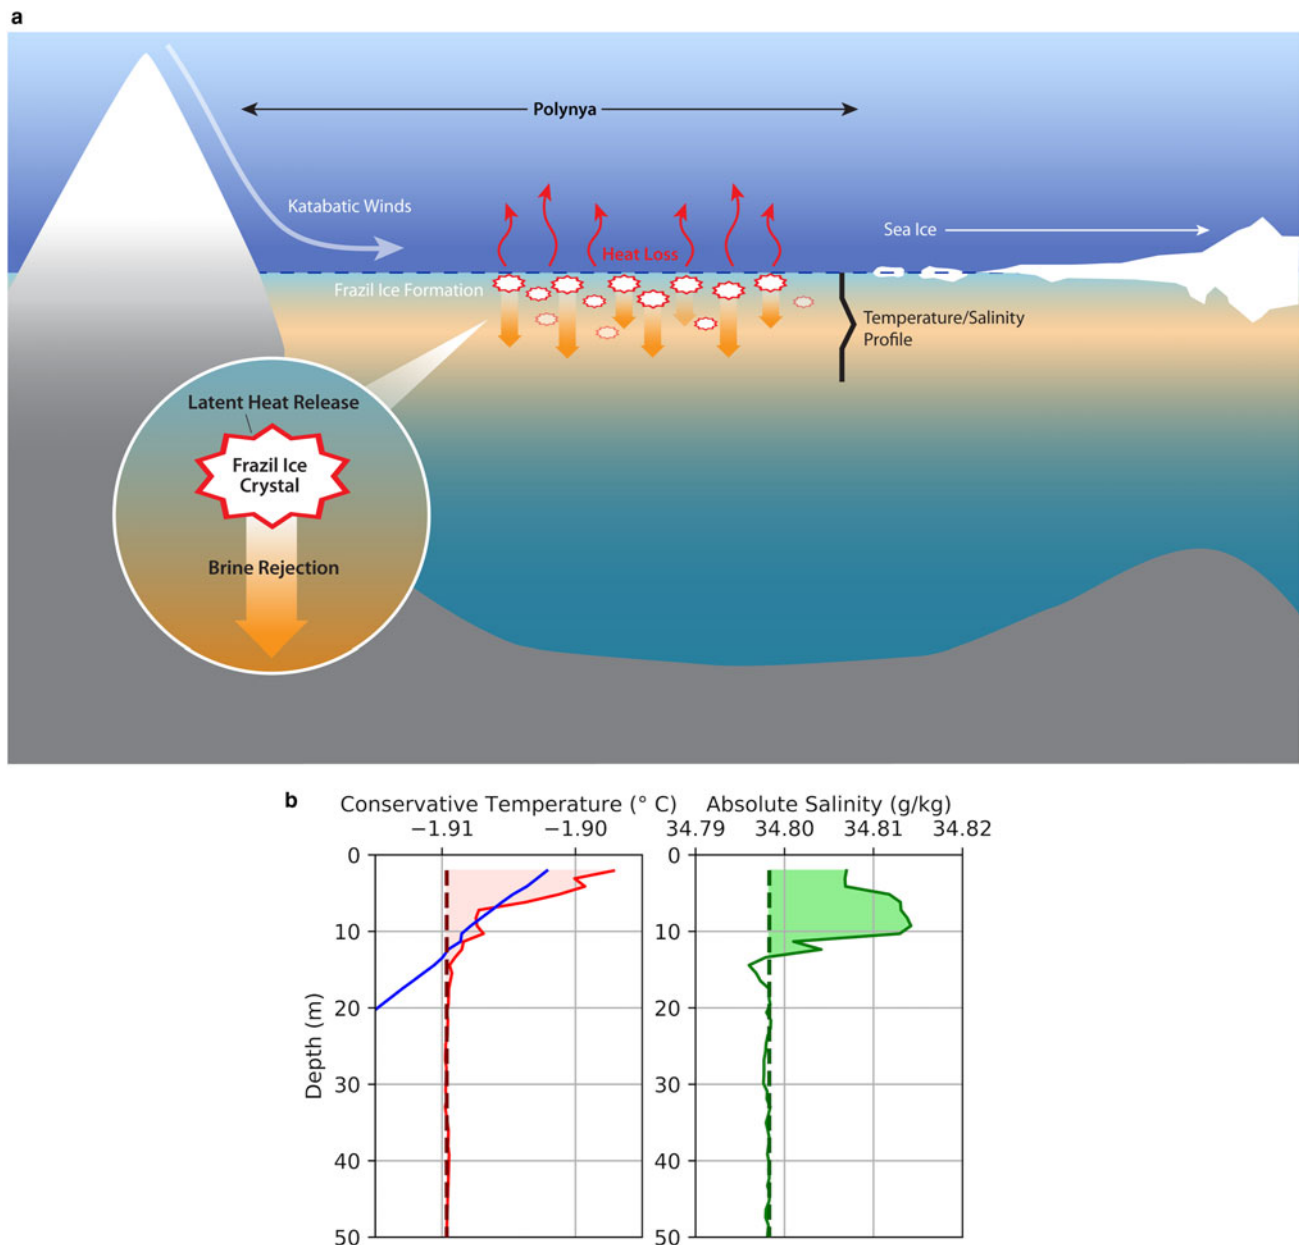 a
Polynya
Katabatic Winds
Sea Ice
Heat Loss
Frazil Ice Formation
Temperature/Salinity
Profile
Latent Heat Release
Frazil Ice
Crystal
Brine Rejection
b
Conservative Temperature (° C)
−1.91 −1.90
Absolute Salinity (g/kg)
34.79 34.80 34.81 34.82
Depth (m)
0
10
20
30
40
50
0
10
20
30
40
50